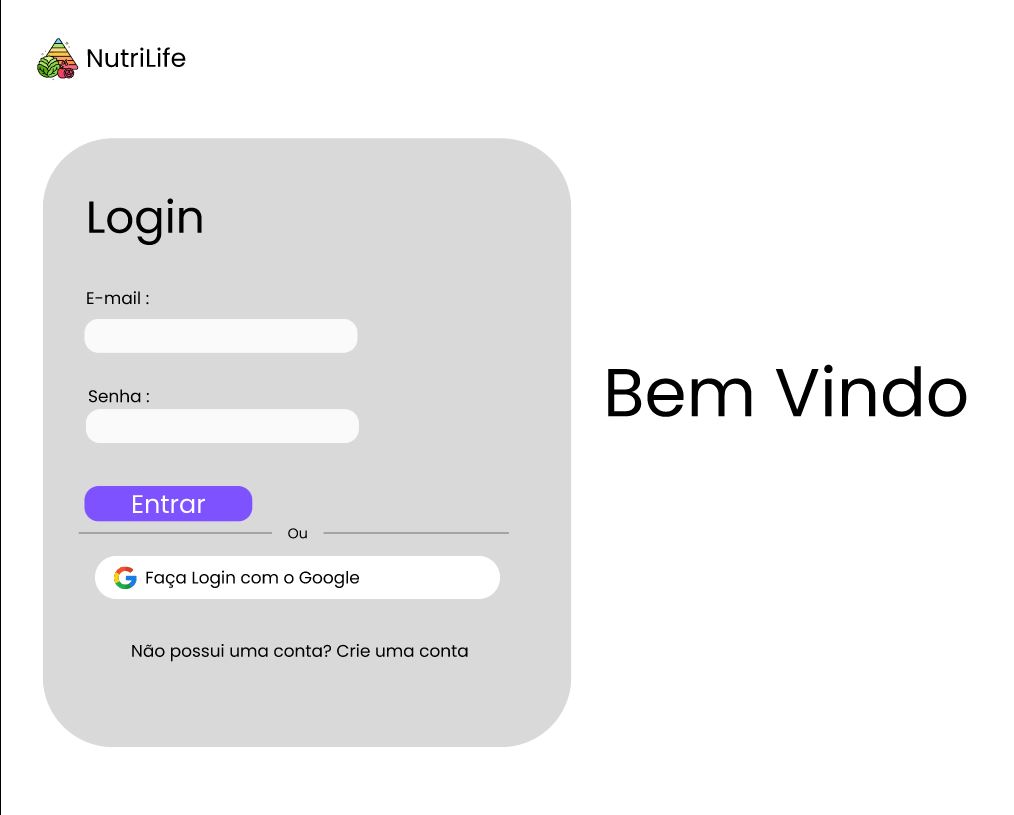 NutriLife
Login
E-mail :
Senha :
Entrar
Ou
Faça Login com o Google
Não possui uma conta? Crie uma conta
Bem Vindo